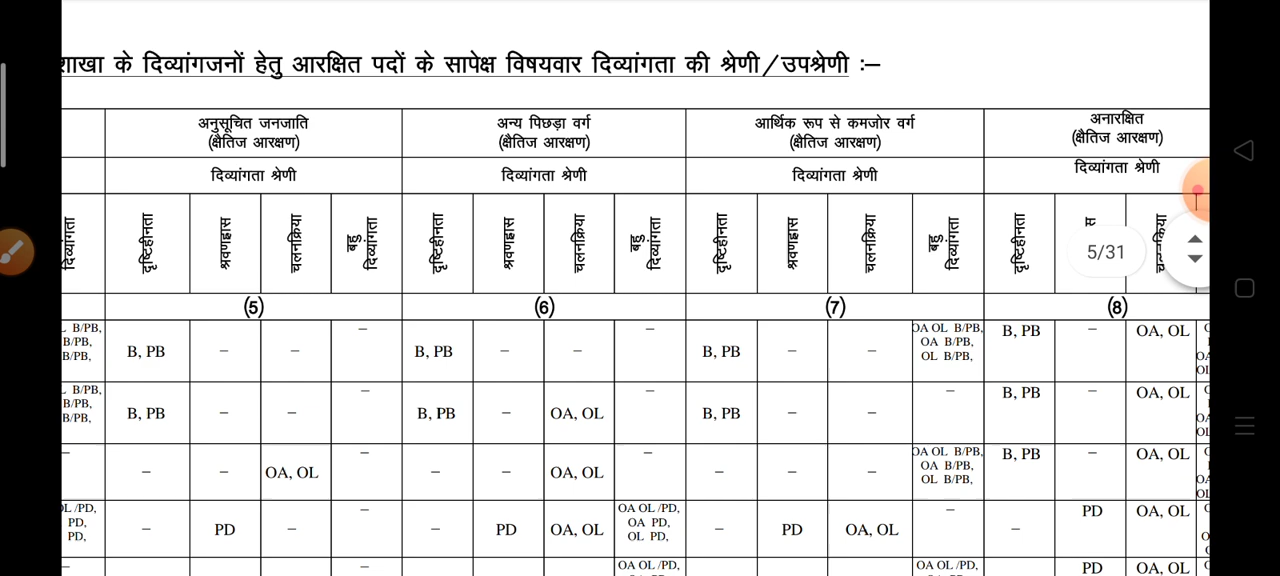 शाखा के दिव्यांगजनों हेतु आरक्षित पदों के सापेक्ष विषयवार दिव्यांगता की श्रेणी/उपश्रेणी :–
अनुसूचित जनजाति
(क्षैतिज आरक्षण)
अन्य पिछड़ा वर्ग
(क्षैतिज आरक्षण)
आर्थिक रूप से कमजोर वर्ग
(क्षैतिज आरक्षण)
अनारक्षित
(क्षैतिज आरक्षण)
दिव्यांगता श्रेणी
दिव्यांगता श्रेणी
दिव्यांगता श्रेणी
दिव्यांगता श्रेणी
दिव्यांगता
दृष्टिहीनता
श्रवणह्रास
चलनक्रिया
बहु
दिव्यांगता
दृष्टिहीनता
श्रवणह्रास
चलनक्रिया
बहु
दिव्यांगता
दृष्टिहीनता
श्रवणह्रास
चलनक्रिया
बहु
दिव्यांगता
दृष्टिहीनता
5/31
(5) (6) (7) (8)
B/PB,
B/PB,
B/PB,
B, PB – – –
B, PB – – –
B, PB – –
OA OL B/PB,
OA B/PB,
OL B/PB,
B, PB – OA, OL
B/PB,
B/PB,
B/PB,
B, PB – – –
B, PB – OA, OL –
B, PB – – –
B, PB – OA, OL
–
– – OA, OL –
– – OA, OL –
– – –
OA OL B/PB,
OA B/PB,
OL B/PB,
B, PB – OA, OL
OL /PD,
PD,
PD,
– PD – –
– PD OA, OL
OA OL /PD,
OA PD,
OL PD,
– PD OA, OL –
– PD OA, OL
–
–
OA OL /PD,
OA OL /PD,
PD OA, OL